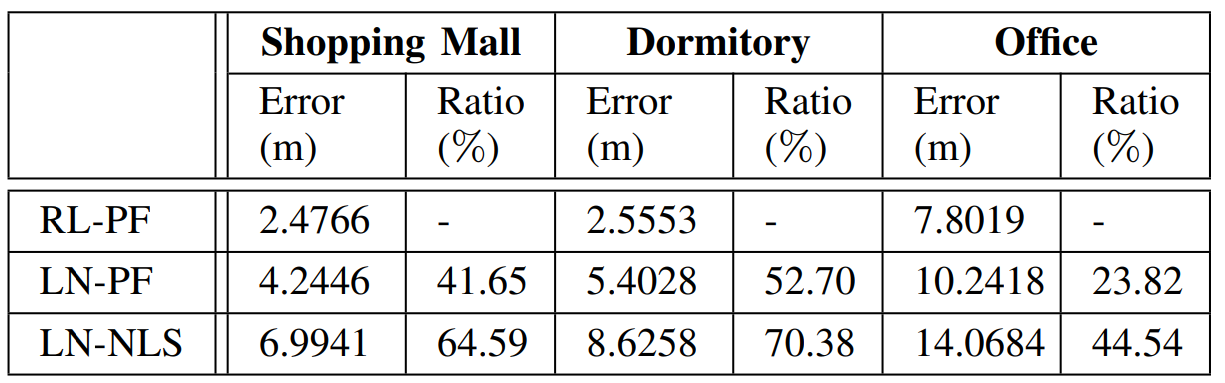 Shopping Mall Dormitory Office
Error (m) Ratio (%) Error (m) Ratio (%) Error (m) Ratio (%)
RL-PF 2.4766 - 2.5553 - 7.8019 -
LN-PF 4.2446 41.65 5.4028 52.70 10.2418 23.82
LN-NLS 6.9941 64.59 8.6258 70.38 14.0684 44.54